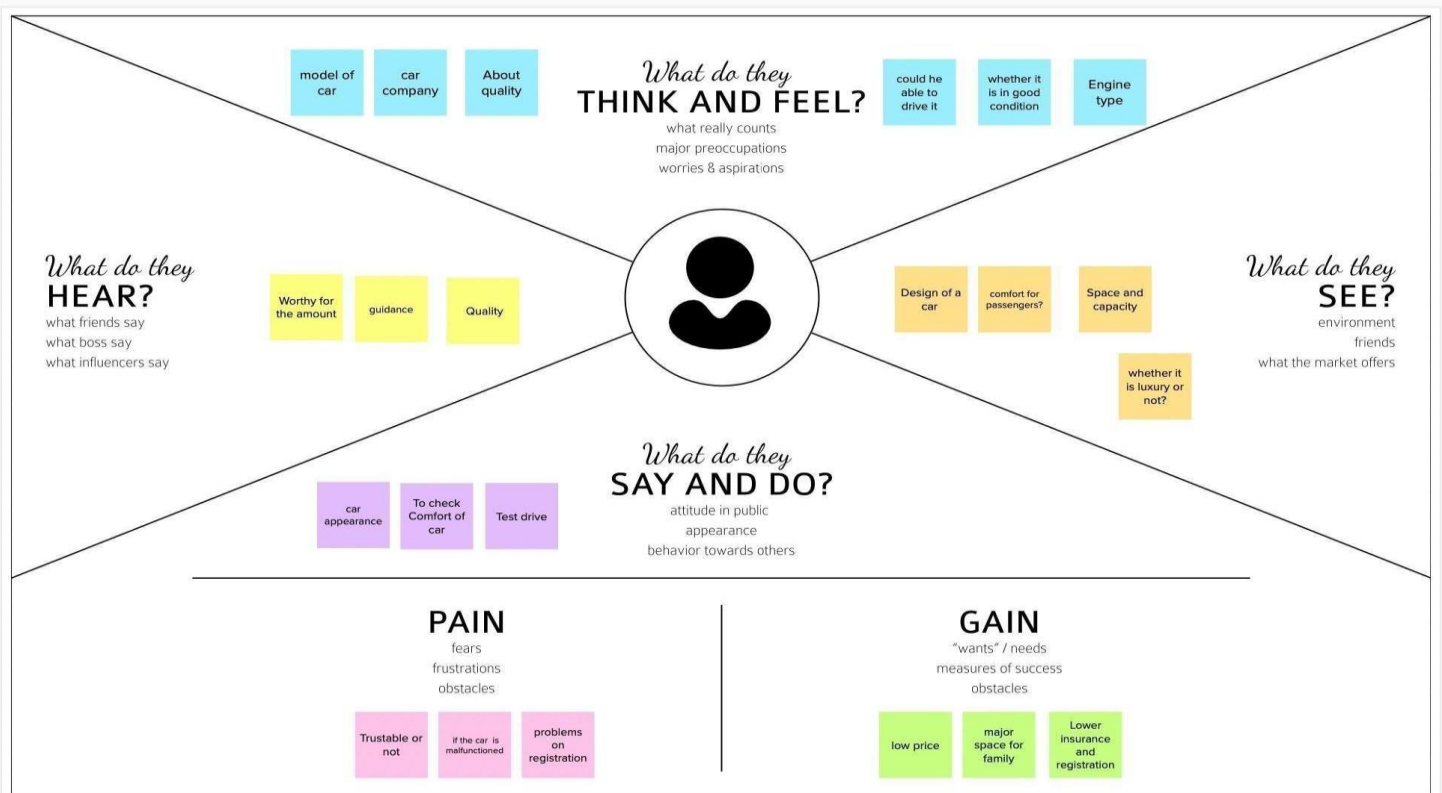 What do they
THINK AND FEEL?
what really counts
major preoccupations
worries & aspirations
model of
car
car
company
About
quality
could he
able to
drive it
whether it
is in good
condition
Engine
type
What do they
HEAR?
what friends say
what boss say
what influencers say
Worthy for
the amount
guidance
Quality
What do they
SEE?
environment
friends
what the market offers
Design of a
car
comfort for
passengers?
Space and
capacity
whether it
is luxury or
not?
What do they
SAY AND DO?
attitude in public
appearance
behavior towards others
car
appearance
To check
Comfort of
car
Test drive
PAIN
fears
frustrations
obstacles
Trustable or
not
if the car is
malfunctioned
problems
on
registration
GAIN
"wants" / needs
measures of success
obstacles
low price
major
space for
family
Lower
insurance
and
registration